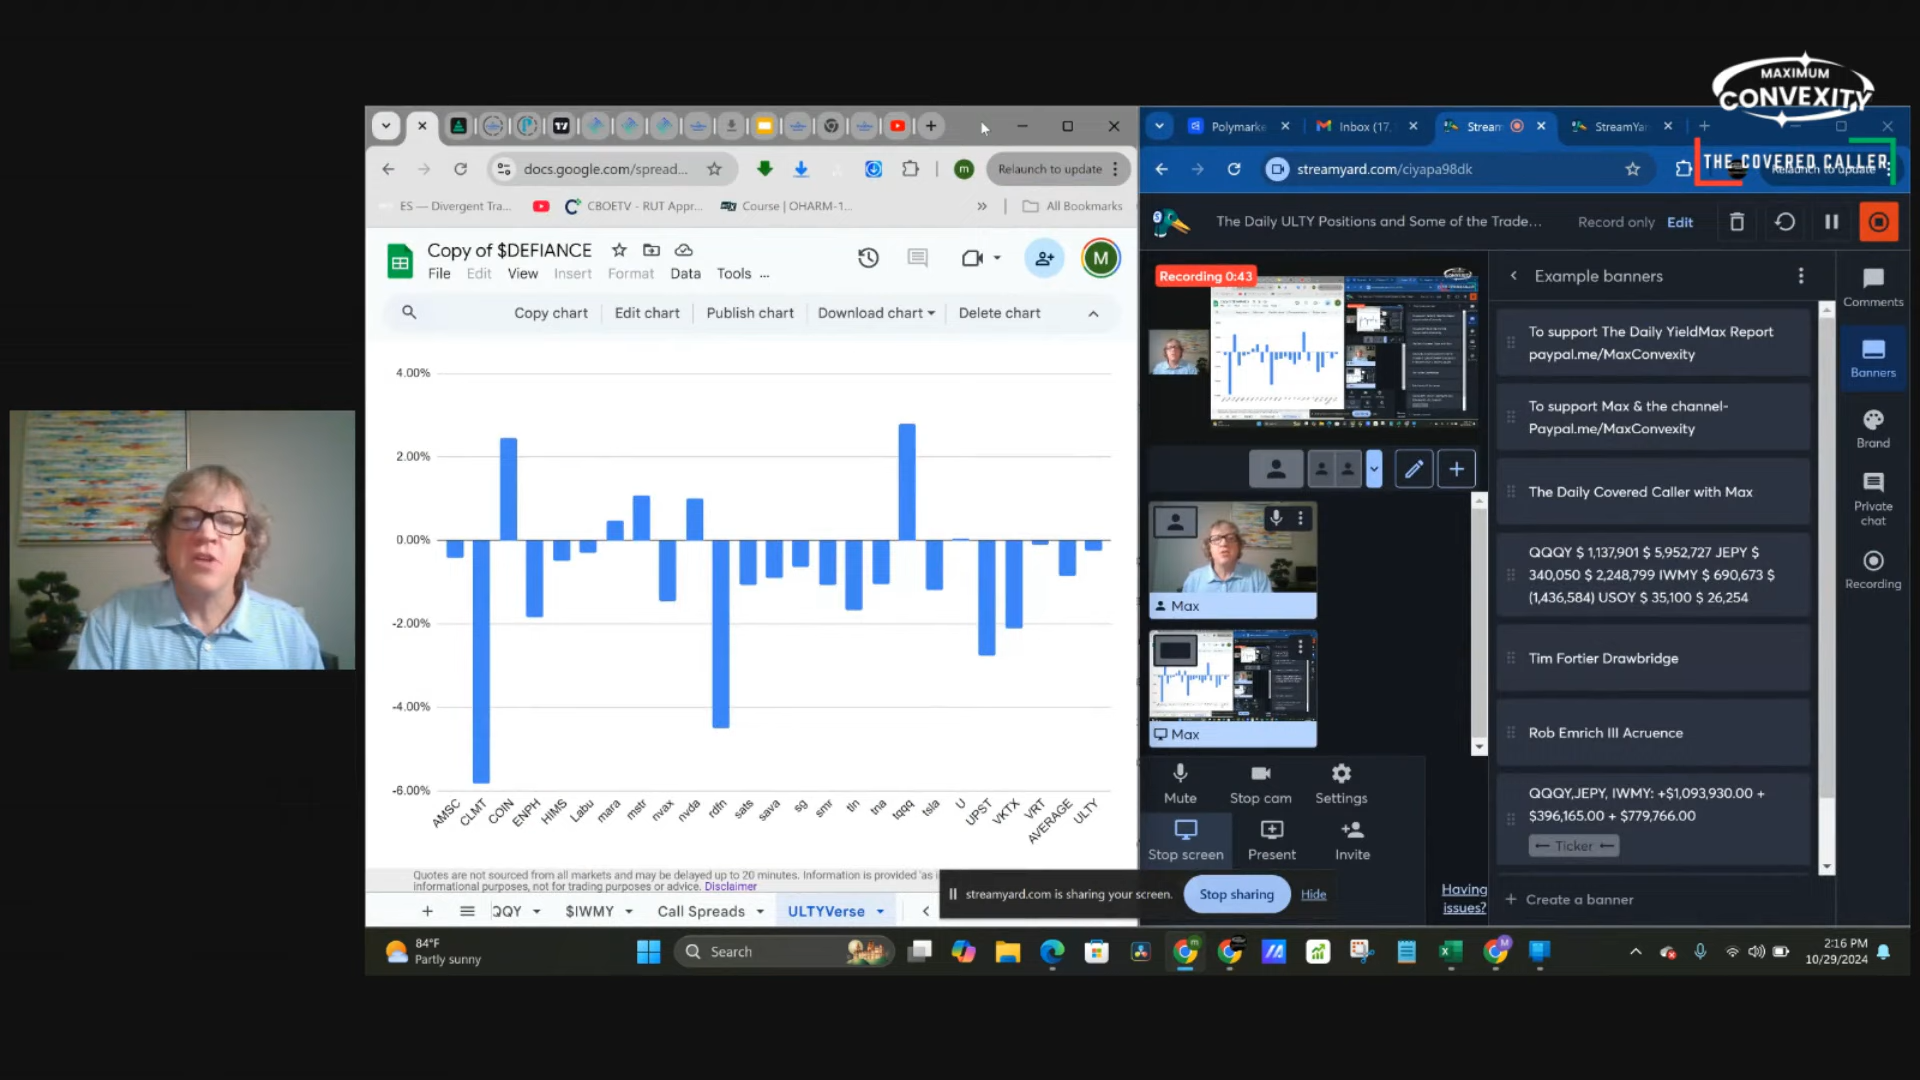 MAXIMUM
CONVEXITY
THE COVERED CALLER
docs.google.com/spread...
Relaunch to update
ES — Divergent Tra...
CBOETV - RUT Appr...
Course | OHARM-1...
»
All Bookmarks
Copy of $DEFIANCE
File Edit View Insert Format Data Tools ...
M
Copy chart
Edit chart
Publish chart
Download chart
Delete chart
4.00%
2.00%
0.00%
-2.00%
-4.00%
-6.00%
AMSC
CLMT
COIN
ENPH
HIMS
Labu
mara
mstr
nvax
nvda
rdfn
sats
sava
sg
smr
tln
tna
tqqq
tsla
U
UPST
VKTX
VRT
AVERAGE
ULTY
Quotes are not sourced from all markets and may be delayed up to 20 minutes. Information is provided 'as i
informational purposes, not for trading purposes or advice. Disclaimer
QQY
$IWMY
Call Spreads
ULTYVerse
streamyard.com is sharing your screen.
Stop sharing
Hide
Polymarke
Inbox (17,
Stream
StreamYar
streamyard.com/ciyapa98dk
Relaunch to update
The Daily ULTY Positions and Some of the Trade...
Record only
Edit
Recording 0:43
Max
Max
Mute
Stop cam
Settings
Stop screen
Present
Invite
Having
issues?
Example banners
To support The Daily YieldMax Report
paypal.me/MaxConvexity
To support Max & the channel-
Paypal.me/MaxConvexity
The Daily Covered Caller with Max
QQQY $ 1,137,901 $ 5,952,727 JEPY $
340,050 $ 2,248,799 IWMY $ 690,673 $
(1,436,584) USOY $ 35,100 $ 26,254
Tim Fortier Drawbridge
Rob Emrich III Acruence
QQQY,JEPY, IWMY: +$1,093,930.00 +
$396,165.00 + $779,766.00
Ticker
+ Create a banner
Comments
Banners
Brand
Private
chat
Recording
84°F
Partly sunny
Search
2:16 PM
10/29/2024